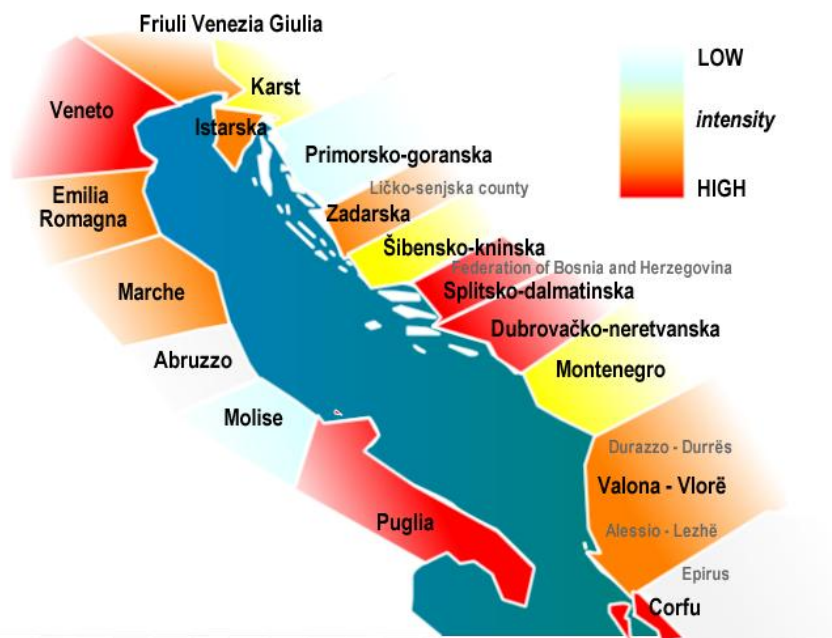 Friuli Venezia Giulia
LOW
Karst
Veneto
intensity
Istarska
Primorsko-goranska
HIGH
Ličko-senjska county
Emilia
Romagna
Zadarska
Šibensko-kninska
Federation of Bosnia and Herzegovina
Marche
Splitsko-dalmatinska
Dubrovačko-neretvanska
Abruzzo
Montenegro
Molise
Durazzo - Durrës
Valona - Vlorë
Puglia
Alessio - Lezhë
Epirus
Corfu